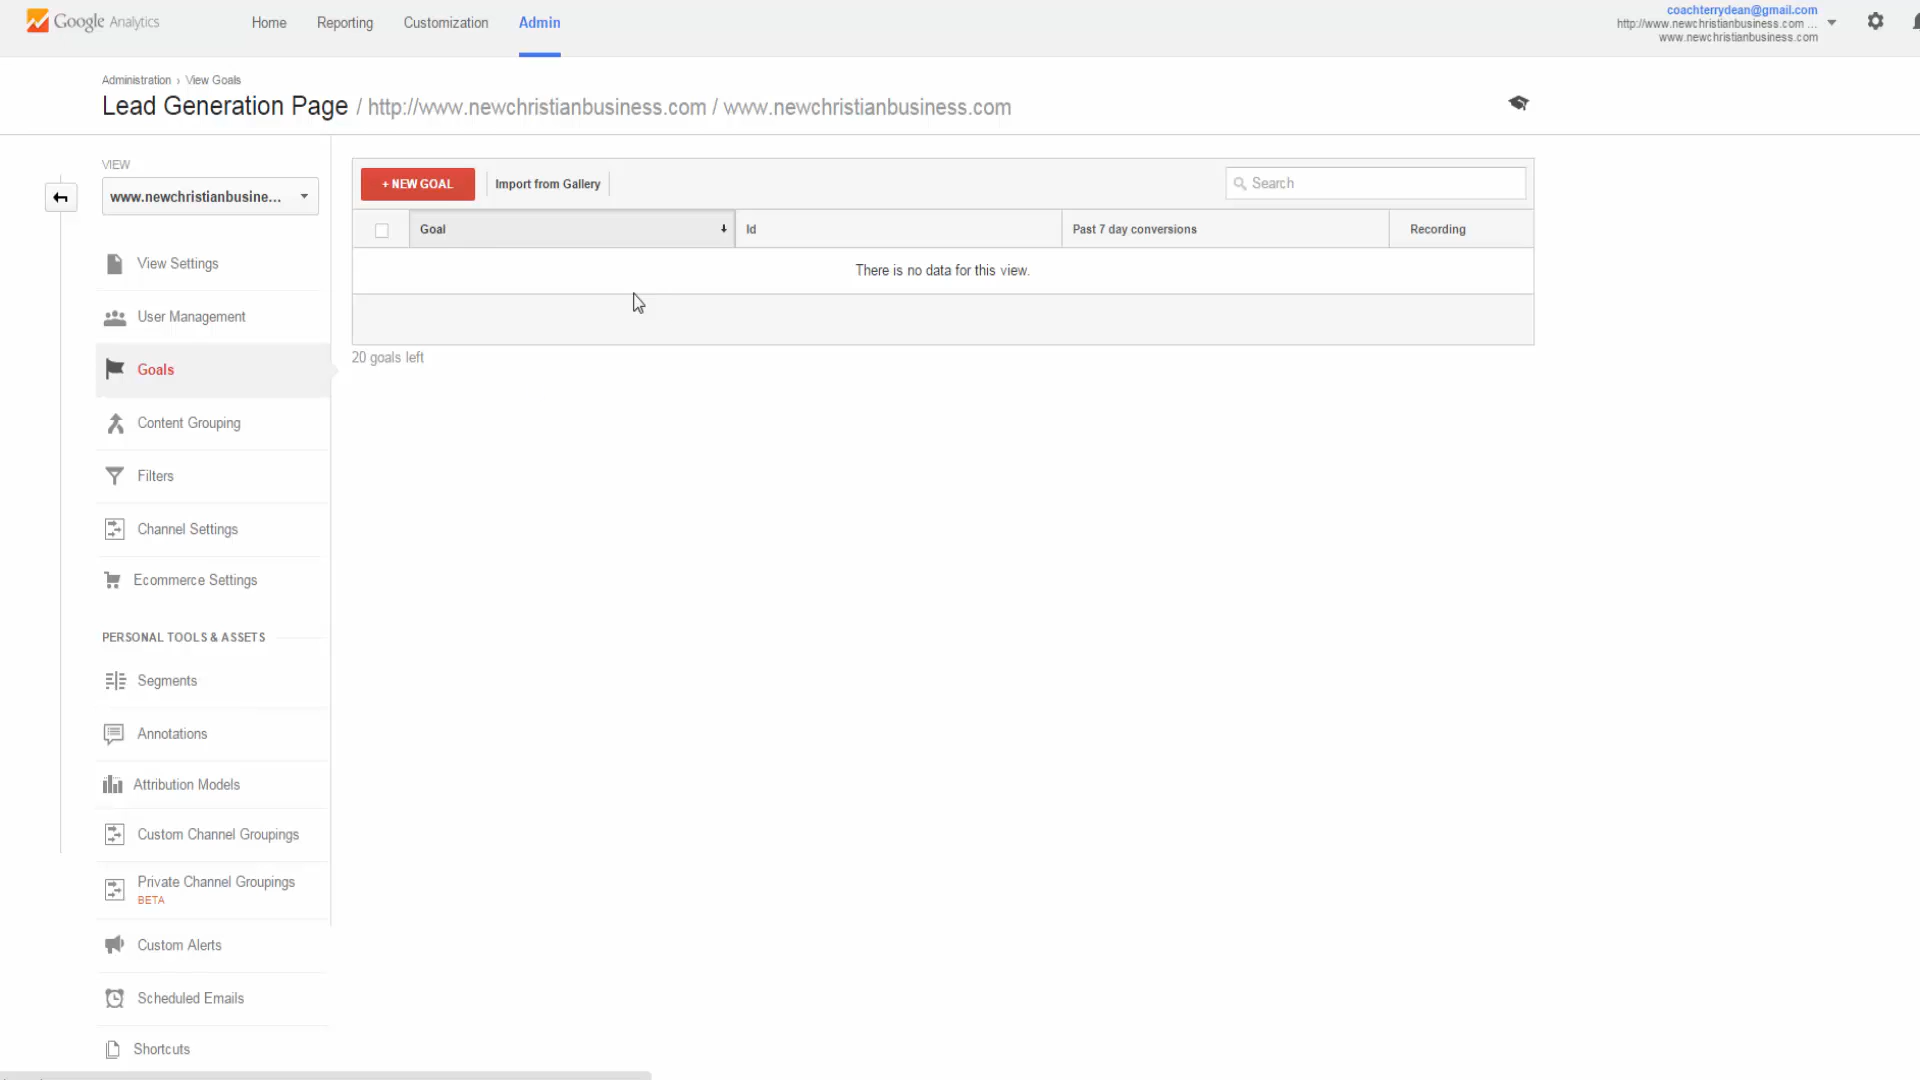 Google Analytics
Home Reporting Customization Admin
coachterrydean@gmail.com
http://www.newchristianbusiness.com ...
www.newchristianbusiness.com
Administration › View Goals
Lead Generation Page / http://www.newchristianbusiness.com / www.newchristianbusiness.com
VIEW
www.newchristianbusine...
+ NEW GOAL Import from Gallery Search
Goal Id Past 7 day conversions Recording
There is no data for this view.
20 goals left
View Settings
User Management
Goals
Content Grouping
Filters
Channel Settings
Ecommerce Settings
PERSONAL TOOLS & ASSETS
Segments
Annotations
Attribution Models
Custom Channel Groupings
Private Channel Groupings
BETA
Custom Alerts
Scheduled Emails
Shortcuts